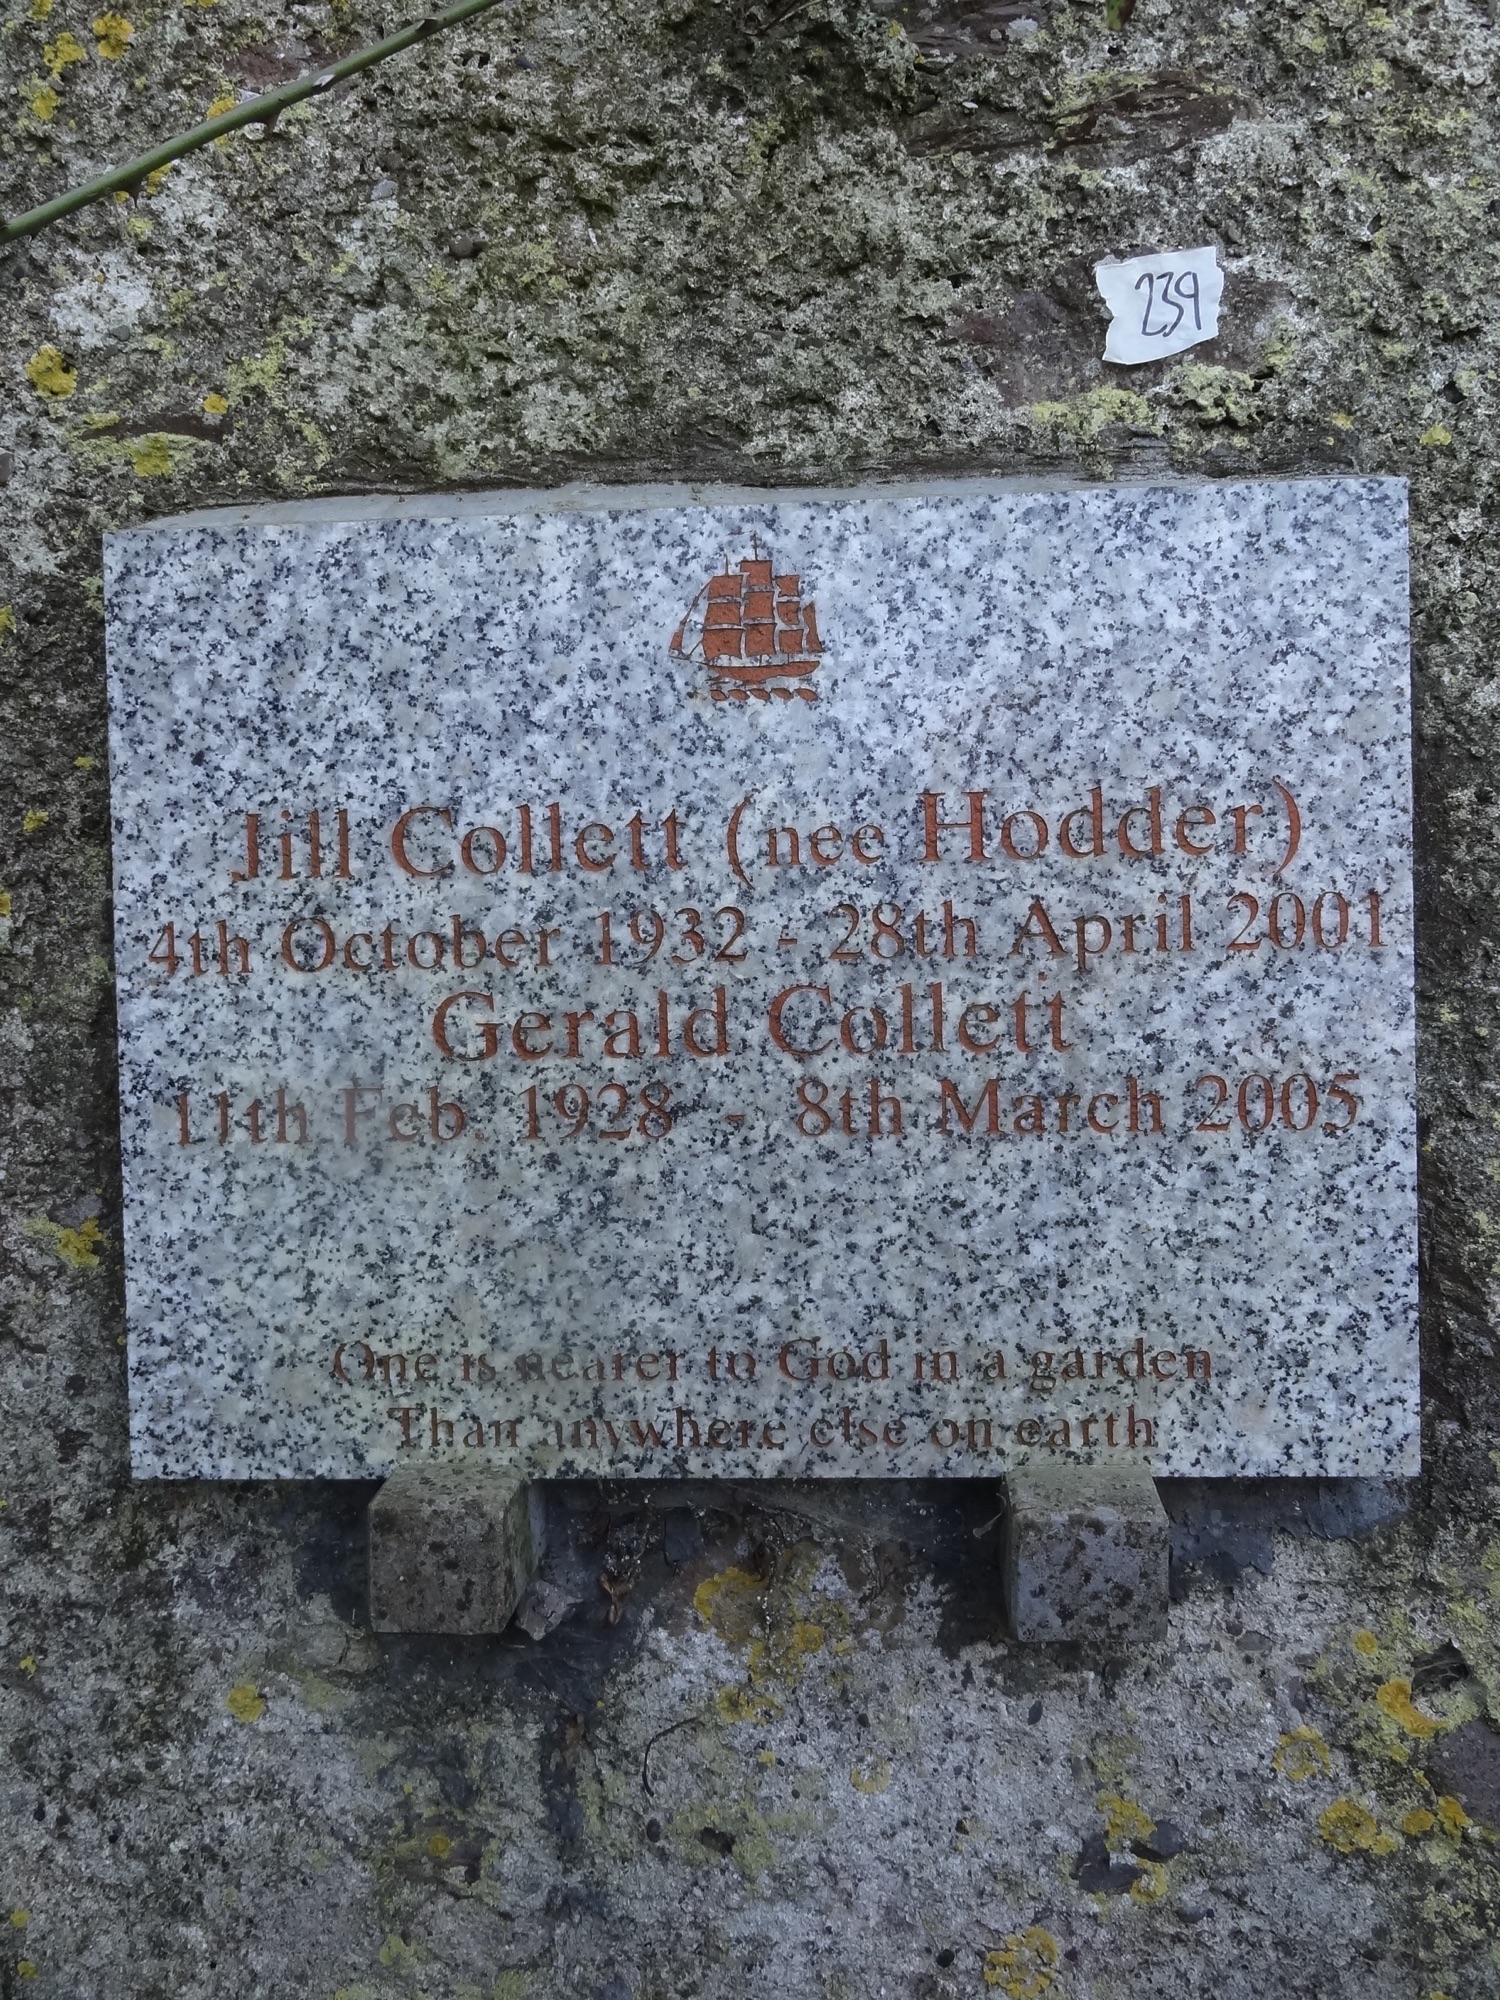 239
Jill Collett (nee Hodder)
4th October 1932 - 28th April 2001
Gerald Collett
11th Feb. 1928 - 8th March 2005
One is nearer to God in a garden
Than anywhere else on earth